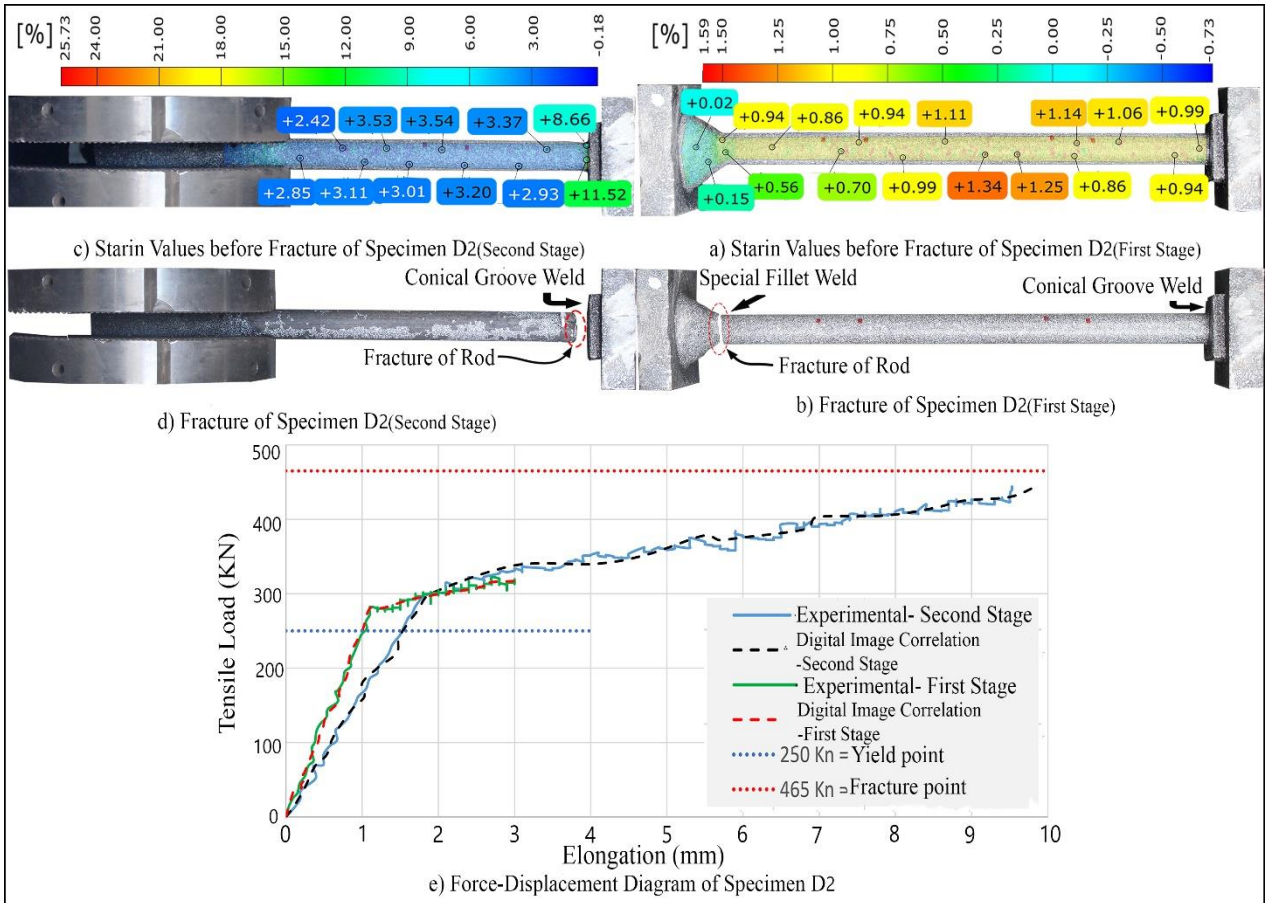 [%] 25.73 24.00 21.00 18.00 15.00 12.00 9.00 6.00 3.00 -0.18
+2.42 +3.53 +3.54 +3.37 +8.66
+2.85 +3.11 +3.01 +3.20 +2.93 +11.52
c) Starin Values before Fracture of Specimen D2(Second Stage)
[%] 1.59 1.50 1.00 0.75 0.50 0.25 0.00 -0.25 -0.50 -0.73
+0.02 +0.94 +0.86 +0.94 +1.11 +1.14 +1.06 +0.99
+0.15 +0.56 +0.70 +0.99 +1.34 +1.25 +0.86 +0.94
a) Starin Values before Fracture of Specimen D2(First Stage)
Conical Groove Weld
Fracture of Rod
d) Fracture of Specimen D2(Second Stage)
Special Fillet Weld
Conical Groove
Weld
Fracture of Rod
b) Fracture of Specimen D2(First Stage)
500
400
300
200
100
0
Tensile Load (KN)
0 1 2 3 4 5 6 7 8 9 10
Elongation (mm)
Experimental- Second Stage
Digital Image Correlation
-Second Stage
Experimental- First Stage
Digital Image Correlation
-First Stage
250 Kn = Yield point
465 Kn = Fracture point
e) Force-Displacement Diagram of Specimen D2